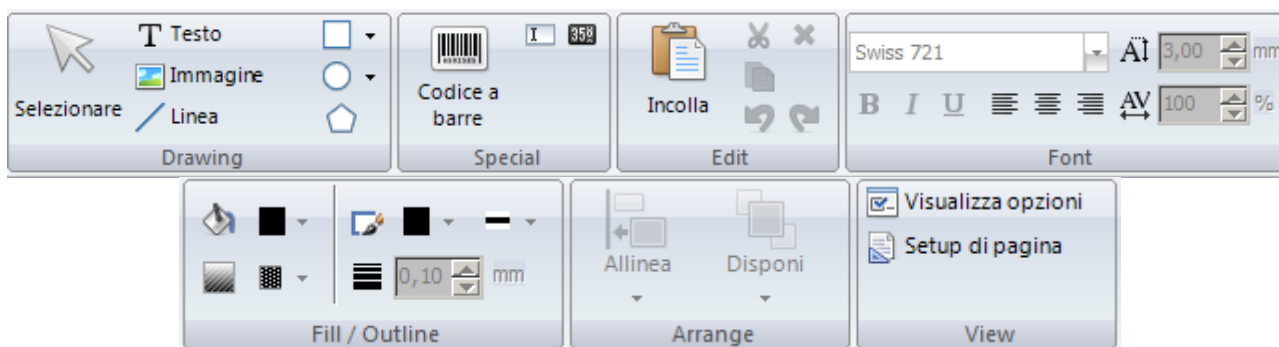 Testo
Immagine
Selezionare
Linea
Drawing
Codice a
barre
Special
Incolla
Edit
Swiss 721
3,00 mm
B I U
AV 100 %
Font
0,10 mm
Fill / Outline
Allinea
Disponi
Arrange
Visualizza opzioni
Setup di pagina
View